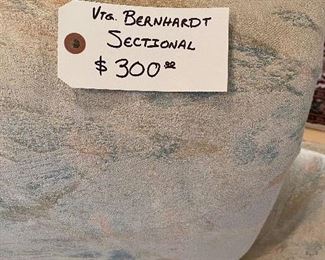 Vtg. Bernhardt
Sectional
$300.00